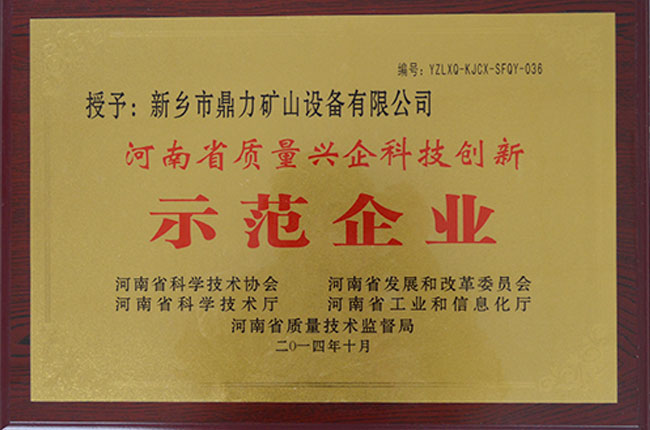 编号：YZLXQ-KJCX-SFQY-036
授予：新乡市鼎力矿山设备有限公司
河南省质量兴企科技创新
示范企业
河南省科学技术协会 河南省发展和改革委员会
河南省科学技术厅 河南省工业和信息化厅
河南省质量技术监督局
二〇一四年十月